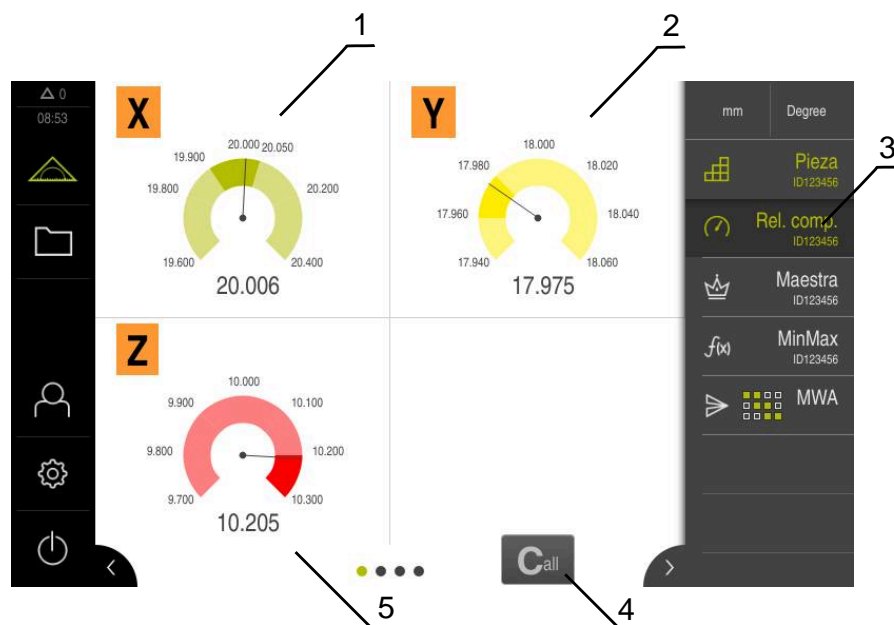 1
2
0
08:53
X
19.600
19.800
19.900
20.000
20.050
20.200
20.400
20.006
Y
17.940
17.960
17.980
18.000
18.020
18.040
18.060
17.975
mm
Degree
Pieza
ID123456
3
Rel. comp.
ID123456
Maestra
ID123456
f(x)
MinMax
ID123456
MWA
Z
9.700
9.800
9.900
10.000
10.100
10.200
10.300
10.205
Call
5
4